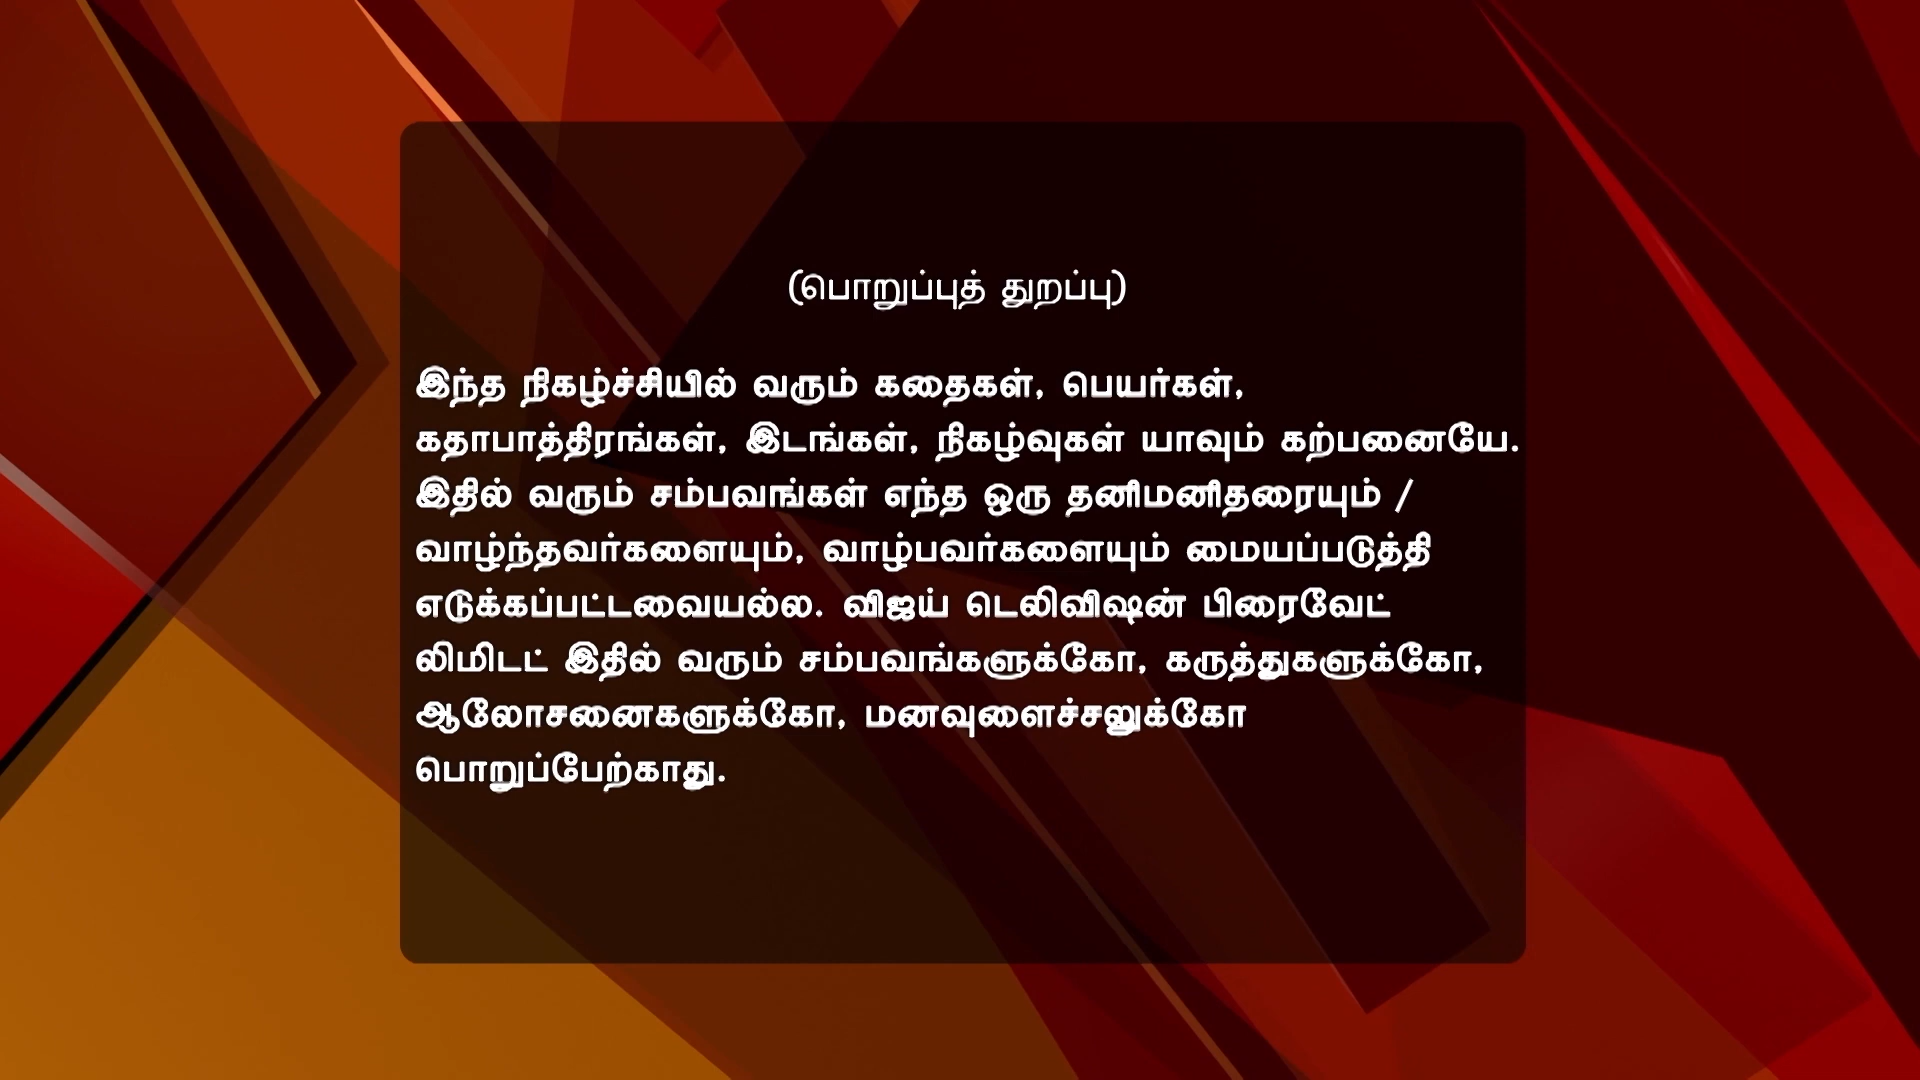 (பொறுப்புத் துறப்பு)
இந்த நிகழ்ச்சியில் வரும் கதைகள், பெயர்கள்,
கதாபாத்திரங்கள், இடங்கள், நிகழ்வுகள் யாவும் கற்பனையே.
இதில் வரும் சம்பவங்கள் எந்த ஒரு தனிமனிதரையும் /
வாழ்ந்தவர்களையும், வாழ்பவர்களையும் மையப்படுத்தி
எடுக்கப்பட்டவையல்ல. விஜய் டெலிவிஷன் பிரைவேட்
லிமிடட் இதில் வரும் சம்பவங்களுக்கோ, கருத்துகளுக்கோ,
ஆலோசனைகளுக்கோ, மனவுளைச்சலுக்கோ
பொறுப்பேற்காது.